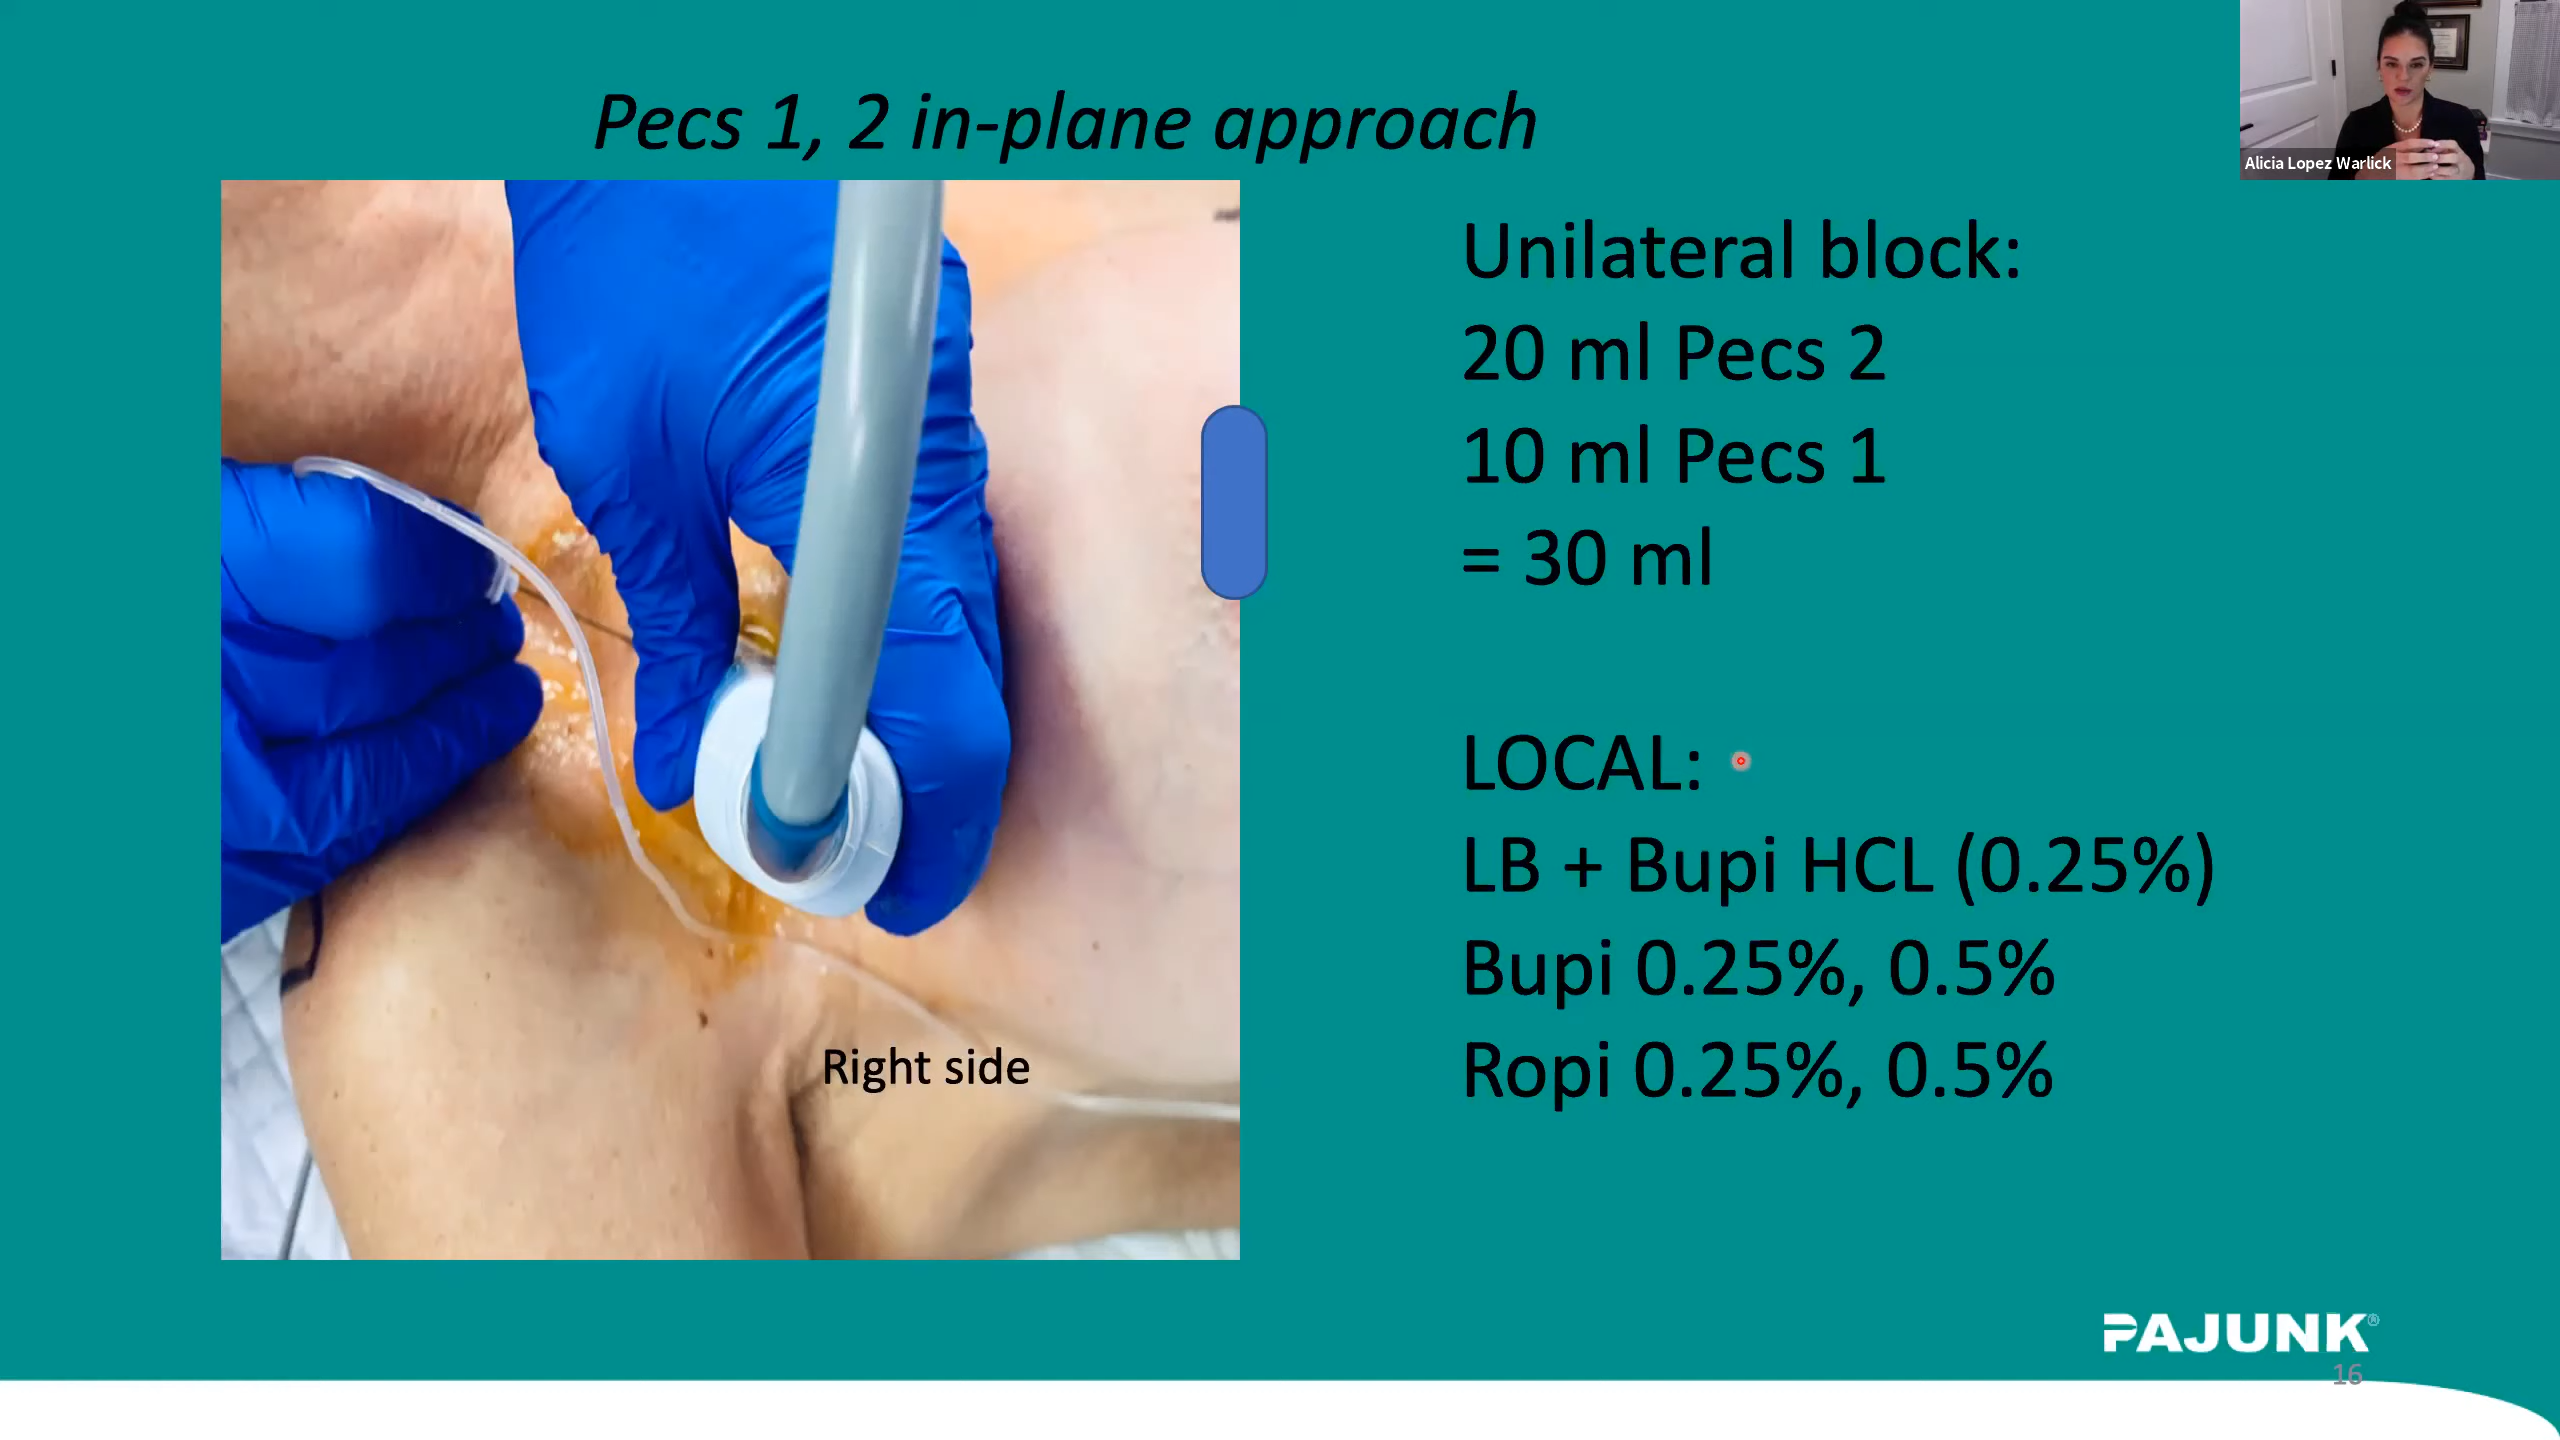 Pecs 1, 2 in-plane approach
Alicia Lopez Warlick
Unilateral block:
20 ml Pecs 2
10 ml Pecs 1
= 30 ml
LOCAL:
LB + Bupi HCL (0.25%)
Bupi 0.25%, 0.5%
Ropi 0.25%, 0.5%
Right side
PAJUNK®
16